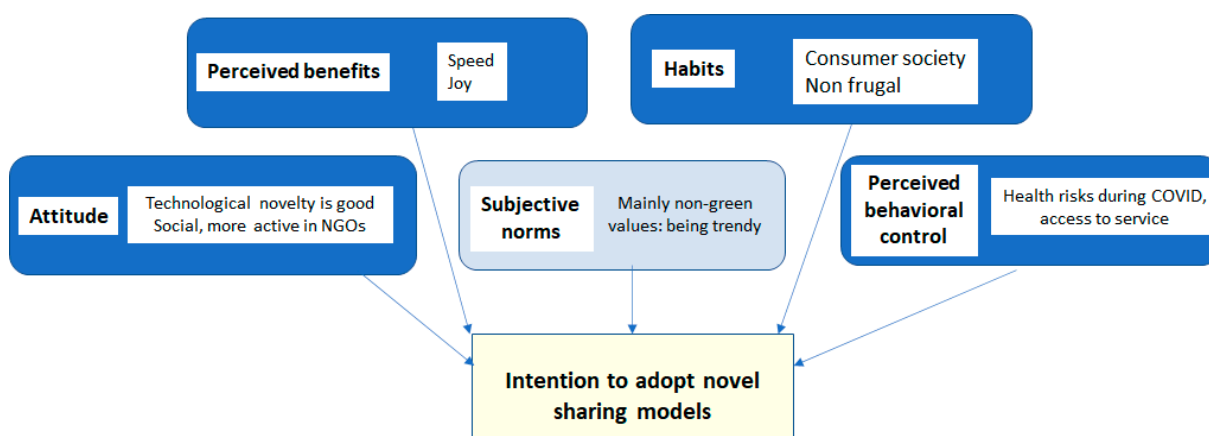 Perceived benefits
Speed
Joy
Habits
Consumer society
Non frugal
Attitude
Technological novelty is good
Social, more active in NGOs
Subjective
norms
Mainly non-green
values: being trendy
Perceived
behavioral
control
Health risks during COVID,
access to service
Intention to adopt novel
sharing models